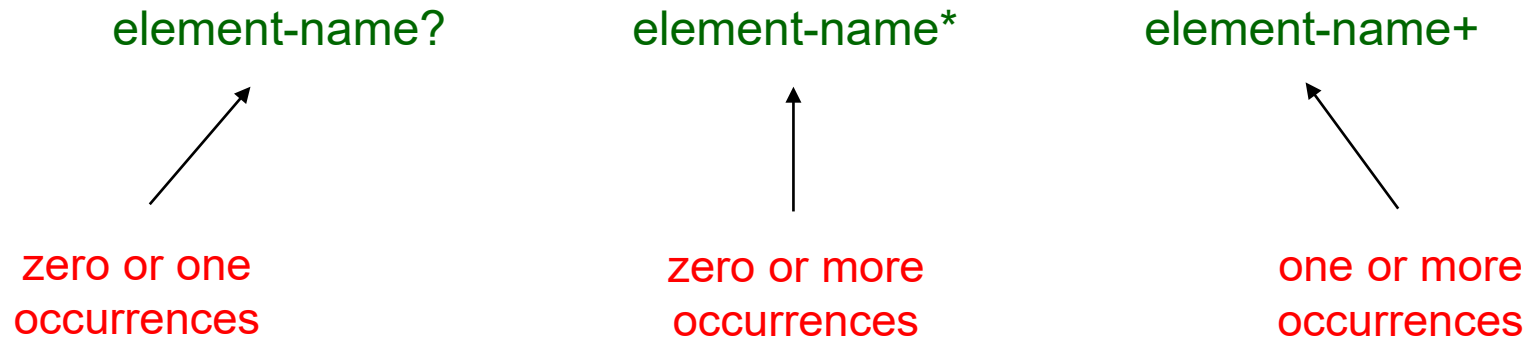 element-name?
element-name*
element-name+
zero or one
occurrences
zero or more
occurrences
one or more
occurrences